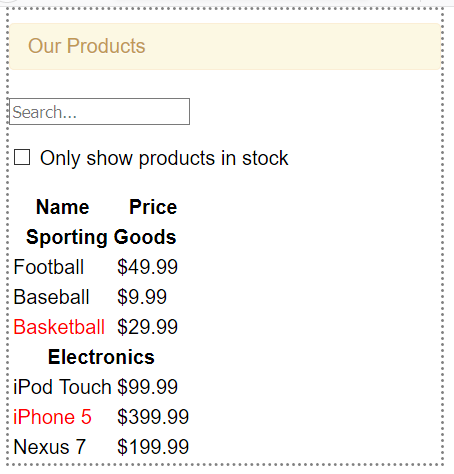 Our Products
Search...
Only show products in stock
Name Price
Sporting Goods
Football $49.99
Baseball $9.99
Basketball $29.99
Electronics
iPod Touch $99.99
iPhone 5 $399.99
Nexus 7 $199.99